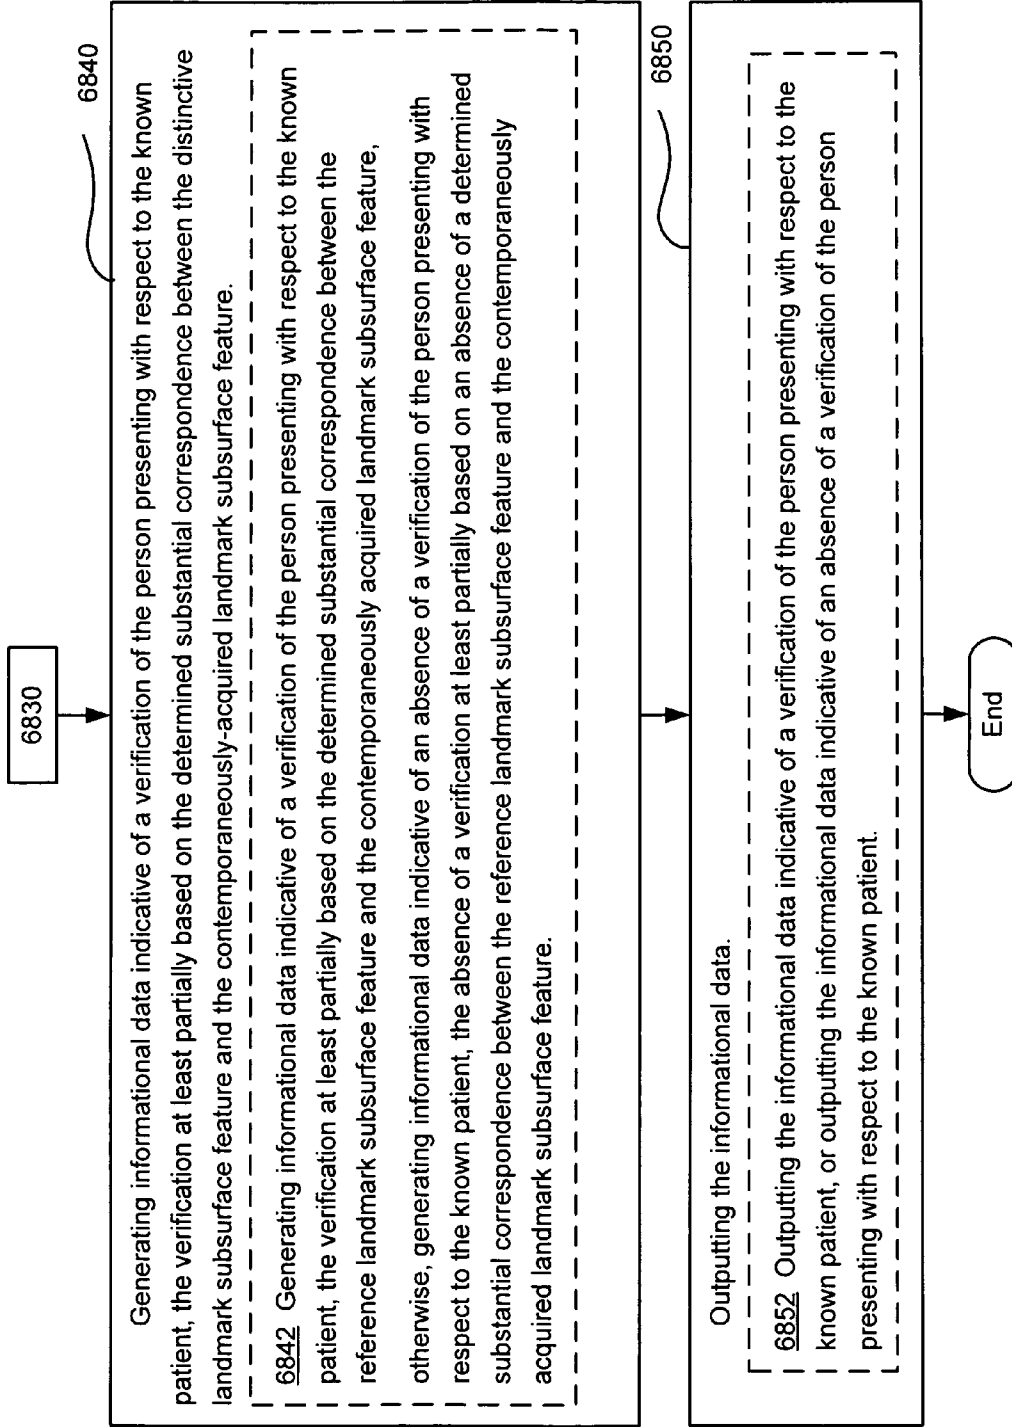 6830
6840
Generating informational data indicative of a verification of the person presenting with respect to the known
patient, the verification at least partially based on the determined substantial correspondence between the distinctive
landmark subsurface feature and the contemporaneously-acquired landmark subsurface feature.
6842 Generating informational data indicative of a verification of the person presenting with respect to the known
patient, the verification at least partially based on the determined substantial correspondence between the
reference landmark subsurface feature and the contemporaneously acquired landmark subsurface feature,
otherwise, generating informational data indicative of an absence of a verification of the person presenting with
respect to the known patient, the absence of a verification at least partially based on an absence of a determined
substantial correspondence between the reference landmark subsurface feature and the contemporaneously
acquired landmark subsurface feature.
6850
Outputting the informational data.
6852 Outputting the informational data indicative of a verification of the person presenting with respect to the
known patient, or outputting the informational data indicative of an absence of a verification of the person
presenting with respect to the known patient.
End